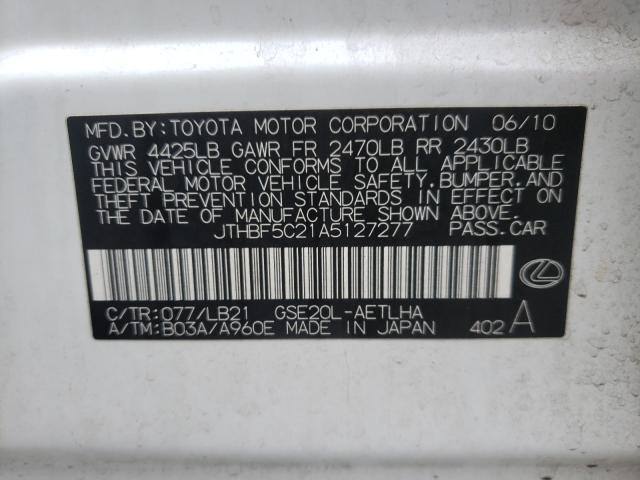 MFD.BY:TOYOTA MOTOR CORPORATION 06/10
GVWR 4425LB GAWR FR 2470LB RR 2430LB
THIS VEHICLE CONFORMS TO ALL APPLICABLE
FEDERAL MOTOR VEHICLE SAFETY,BUMPER,AND
THEFT PREVENTION STANDARDS IN EFFECT ON
THE DATE OF MANUFACTURE SHOWN ABOVE.
JTHBF5C21A5127277 PASS.CAR
C/TR:077/LB21 GSE20L-AETLHA
A/TM:B03A/A960E MADE IN JAPAN 402 A